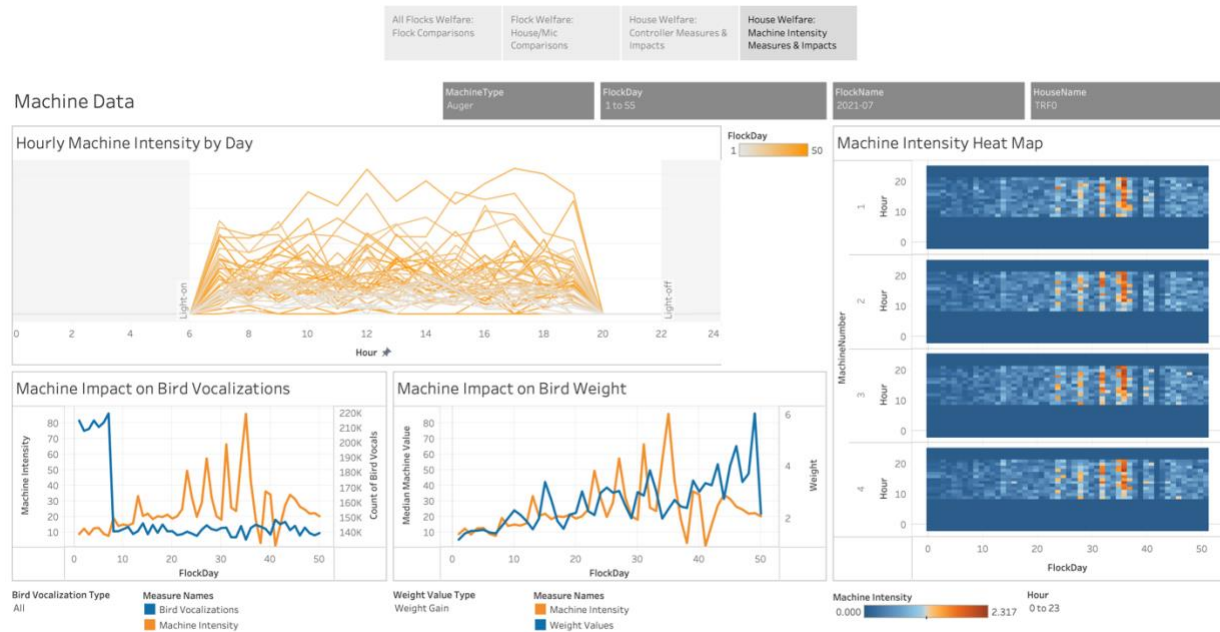 All Flocks Welfare:
Flock Comparisons
Flock Welfare:
House/Mic
Comparisons
House Welfare:
Controller Measures &
Impacts
House Welfare:
Machine Intensity
Measures & Impacts
Machine Data
MachineType
Auger
FlockDay
1 to 55
FlockName
2021-07
HouseName
TRF0
Hourly Machine Intensity by Day
Light-on
Light-off
0 2 4 6 8 10 12 14 16 18 20 22 24
Hour
FlockDay
1 50
Machine Intensity Heat Map
MachineNumber
1
Hour
20
10
0
2
Hour
20
10
0
3
Hour
20
10
0
4
Hour
20
10
0
0 10 20 30 40 50
FlockDay
Machine Intensity
0.000 2.317
Hour
0 to 23
Machine Impact on Bird Vocalizations
Machine Intensity
80
70
60
50
40
30
20
10
220K
210K
200K
190K
180K
170K
160K
150K
140K
Count of Bird Vocals
0 10 20 30 40 50
FlockDay
Bird Vocalization Type
All
Measure Names
Bird Vocalizations
Machine Intensity
Machine Impact on Bird Weight
Median Machine Value
80
70
60
50
40
30
20
10
6
4
2
Weight
0 10 20 30 40 50
FlockDay
Weight Value Type
Weight Gain
Measure Names
Machine Intensity
Weight Values